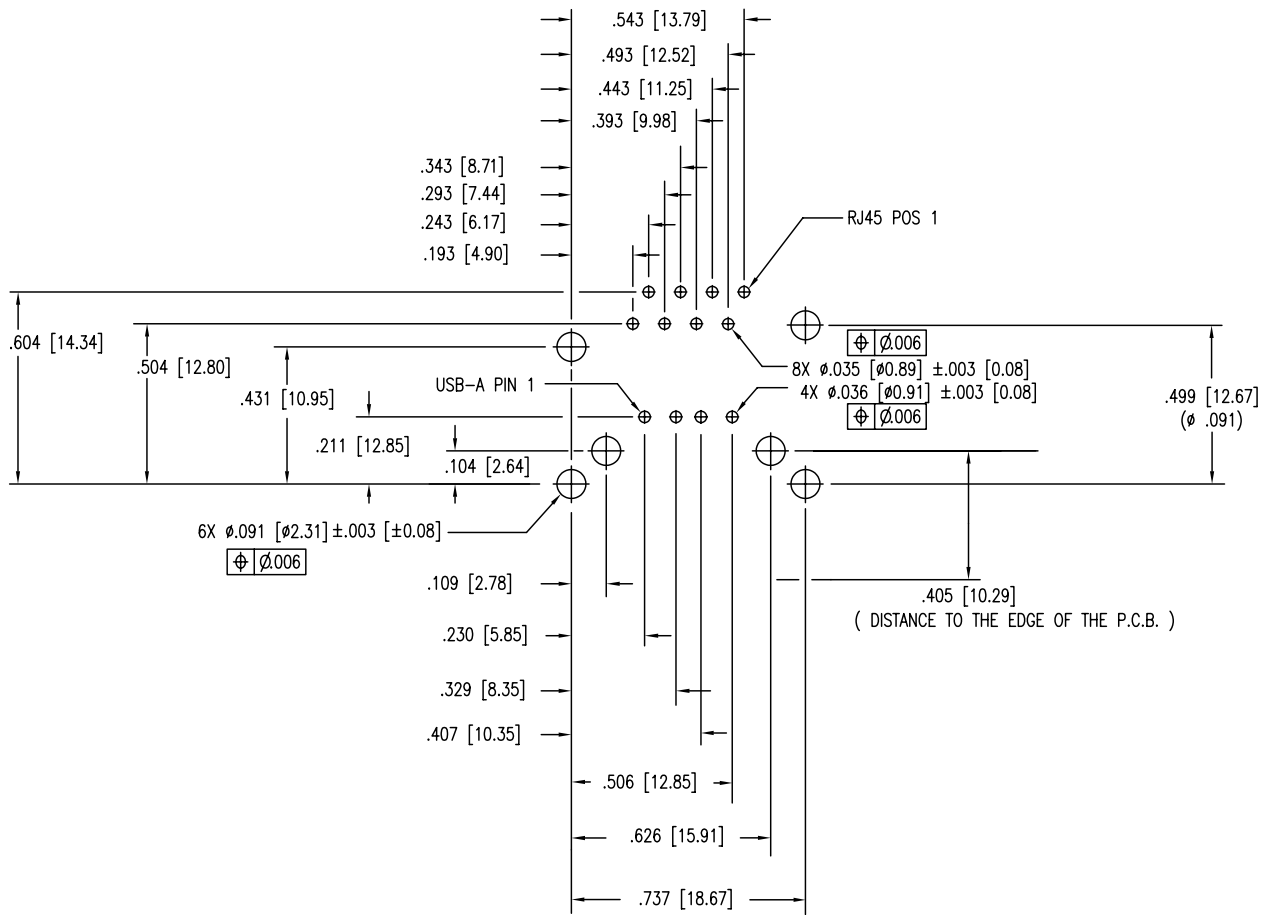 .543 [13.79]
.493 [12.52]
.443 [11.25]
.393 [9.98]
.343 [8.71]
.293 [7.44]
.243 [6.17]
.193 [4.90]
RJ45 POS 1
.604 [14.34]
.504 [12.80]
.431 [10.95]
USB-A PIN 1
⌖ Ø.006
8X ø.035 [ø0.89] ±.003 [0.08]
4X ø.036 [ø0.91] ±.003 [0.08]
⌖ Ø.006
.499 [12.67]
(ø .091)
.211 [12.85]
.104 [2.64]
6X ø.091 [ø2.31]±.003 [±0.08]
⌖ Ø.006
.109 [2.78]
.405 [10.29]
( DISTANCE TO THE EDGE OF THE P.C.B. )
.230 [5.85]
.329 [8.35]
.407 [10.35]
.506 [12.85]
.626 [15.91]
.737 [18.67]